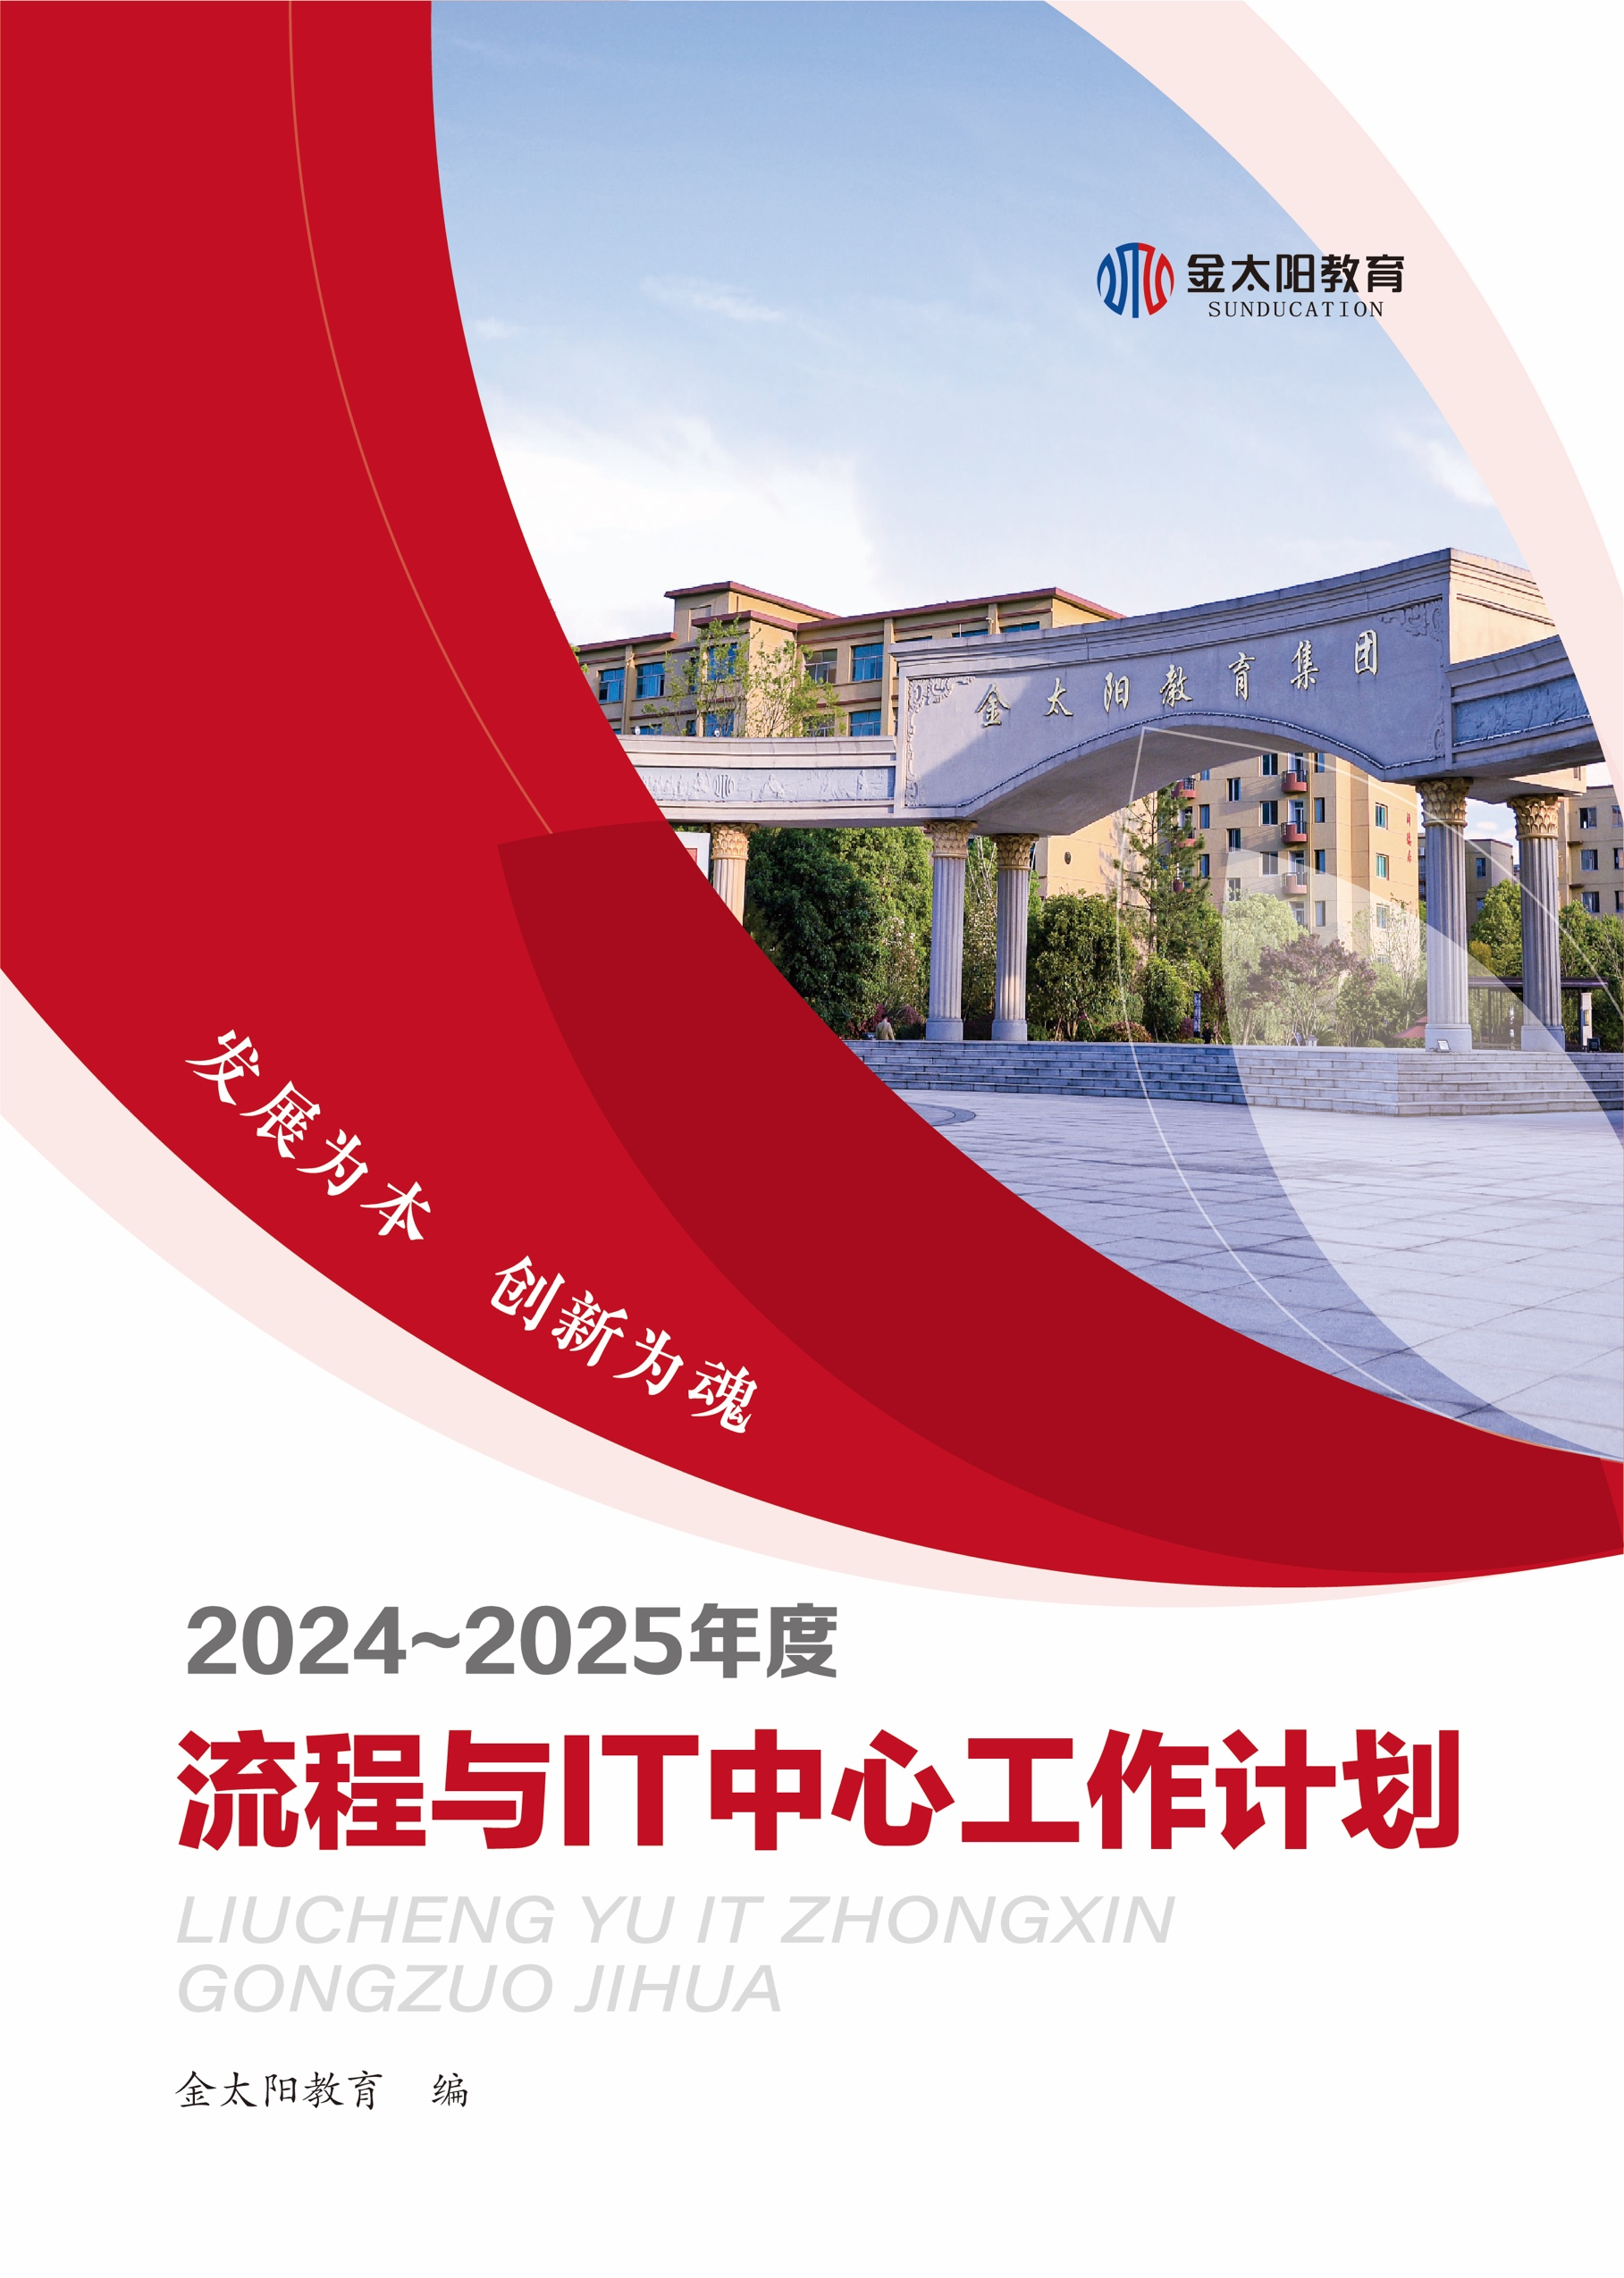 金太阳教育
SUNDUCATION
金太阳教育集团
发展为本 创新为魂
2024~2025年度
流程与IT中心工作计划
LIUCHENG YU IT ZHONGXIN
GONGZUO JIHUA
金太阳教育 编